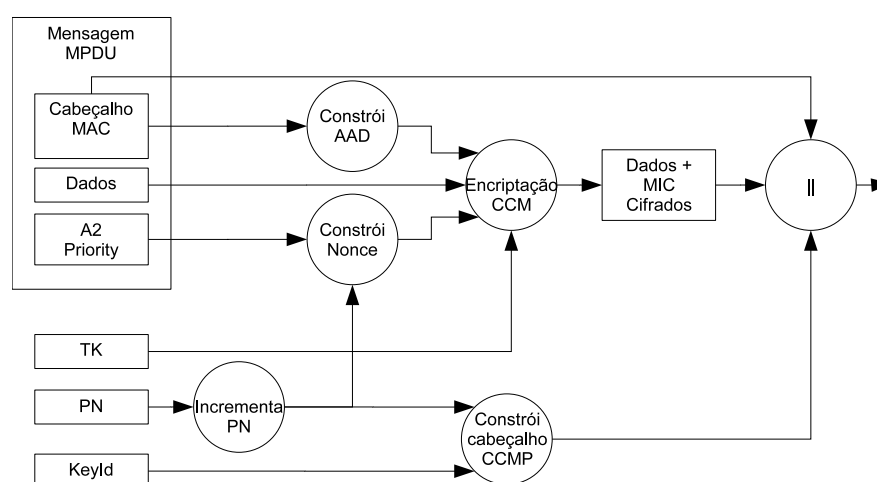 Mensagem
MPDU
Cabeçalho
MAC
Constrói
AAD
Dados
Encriptação
CCM
Dados +
MIC
Cifrados
||
A2
Priority
Constrói
Nonce
TK
PN
Incrementa
PN
Constrói
cabeçalho
CCMP
KeyId